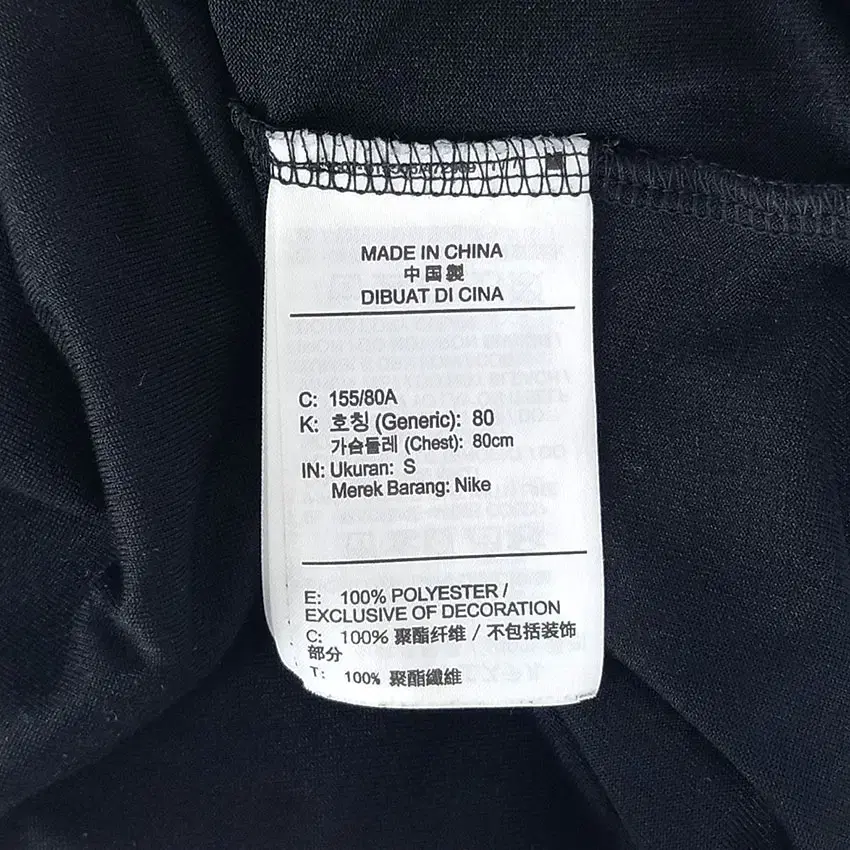 MADE IN CHINA
中国製
DIBUAT DI CINA
C: 155/80A
K: 호칭 (Generic): 80
가슴둘레 (Chest): 80cm
IN: Ukuran: S
Merek Barang: Nike
E: 100% POLYESTER /
EXCLUSIVE OF DECORATION
C: 100% 聚酯纤维 / 不包括装饰
部分
T: 100% 聚酯纖維